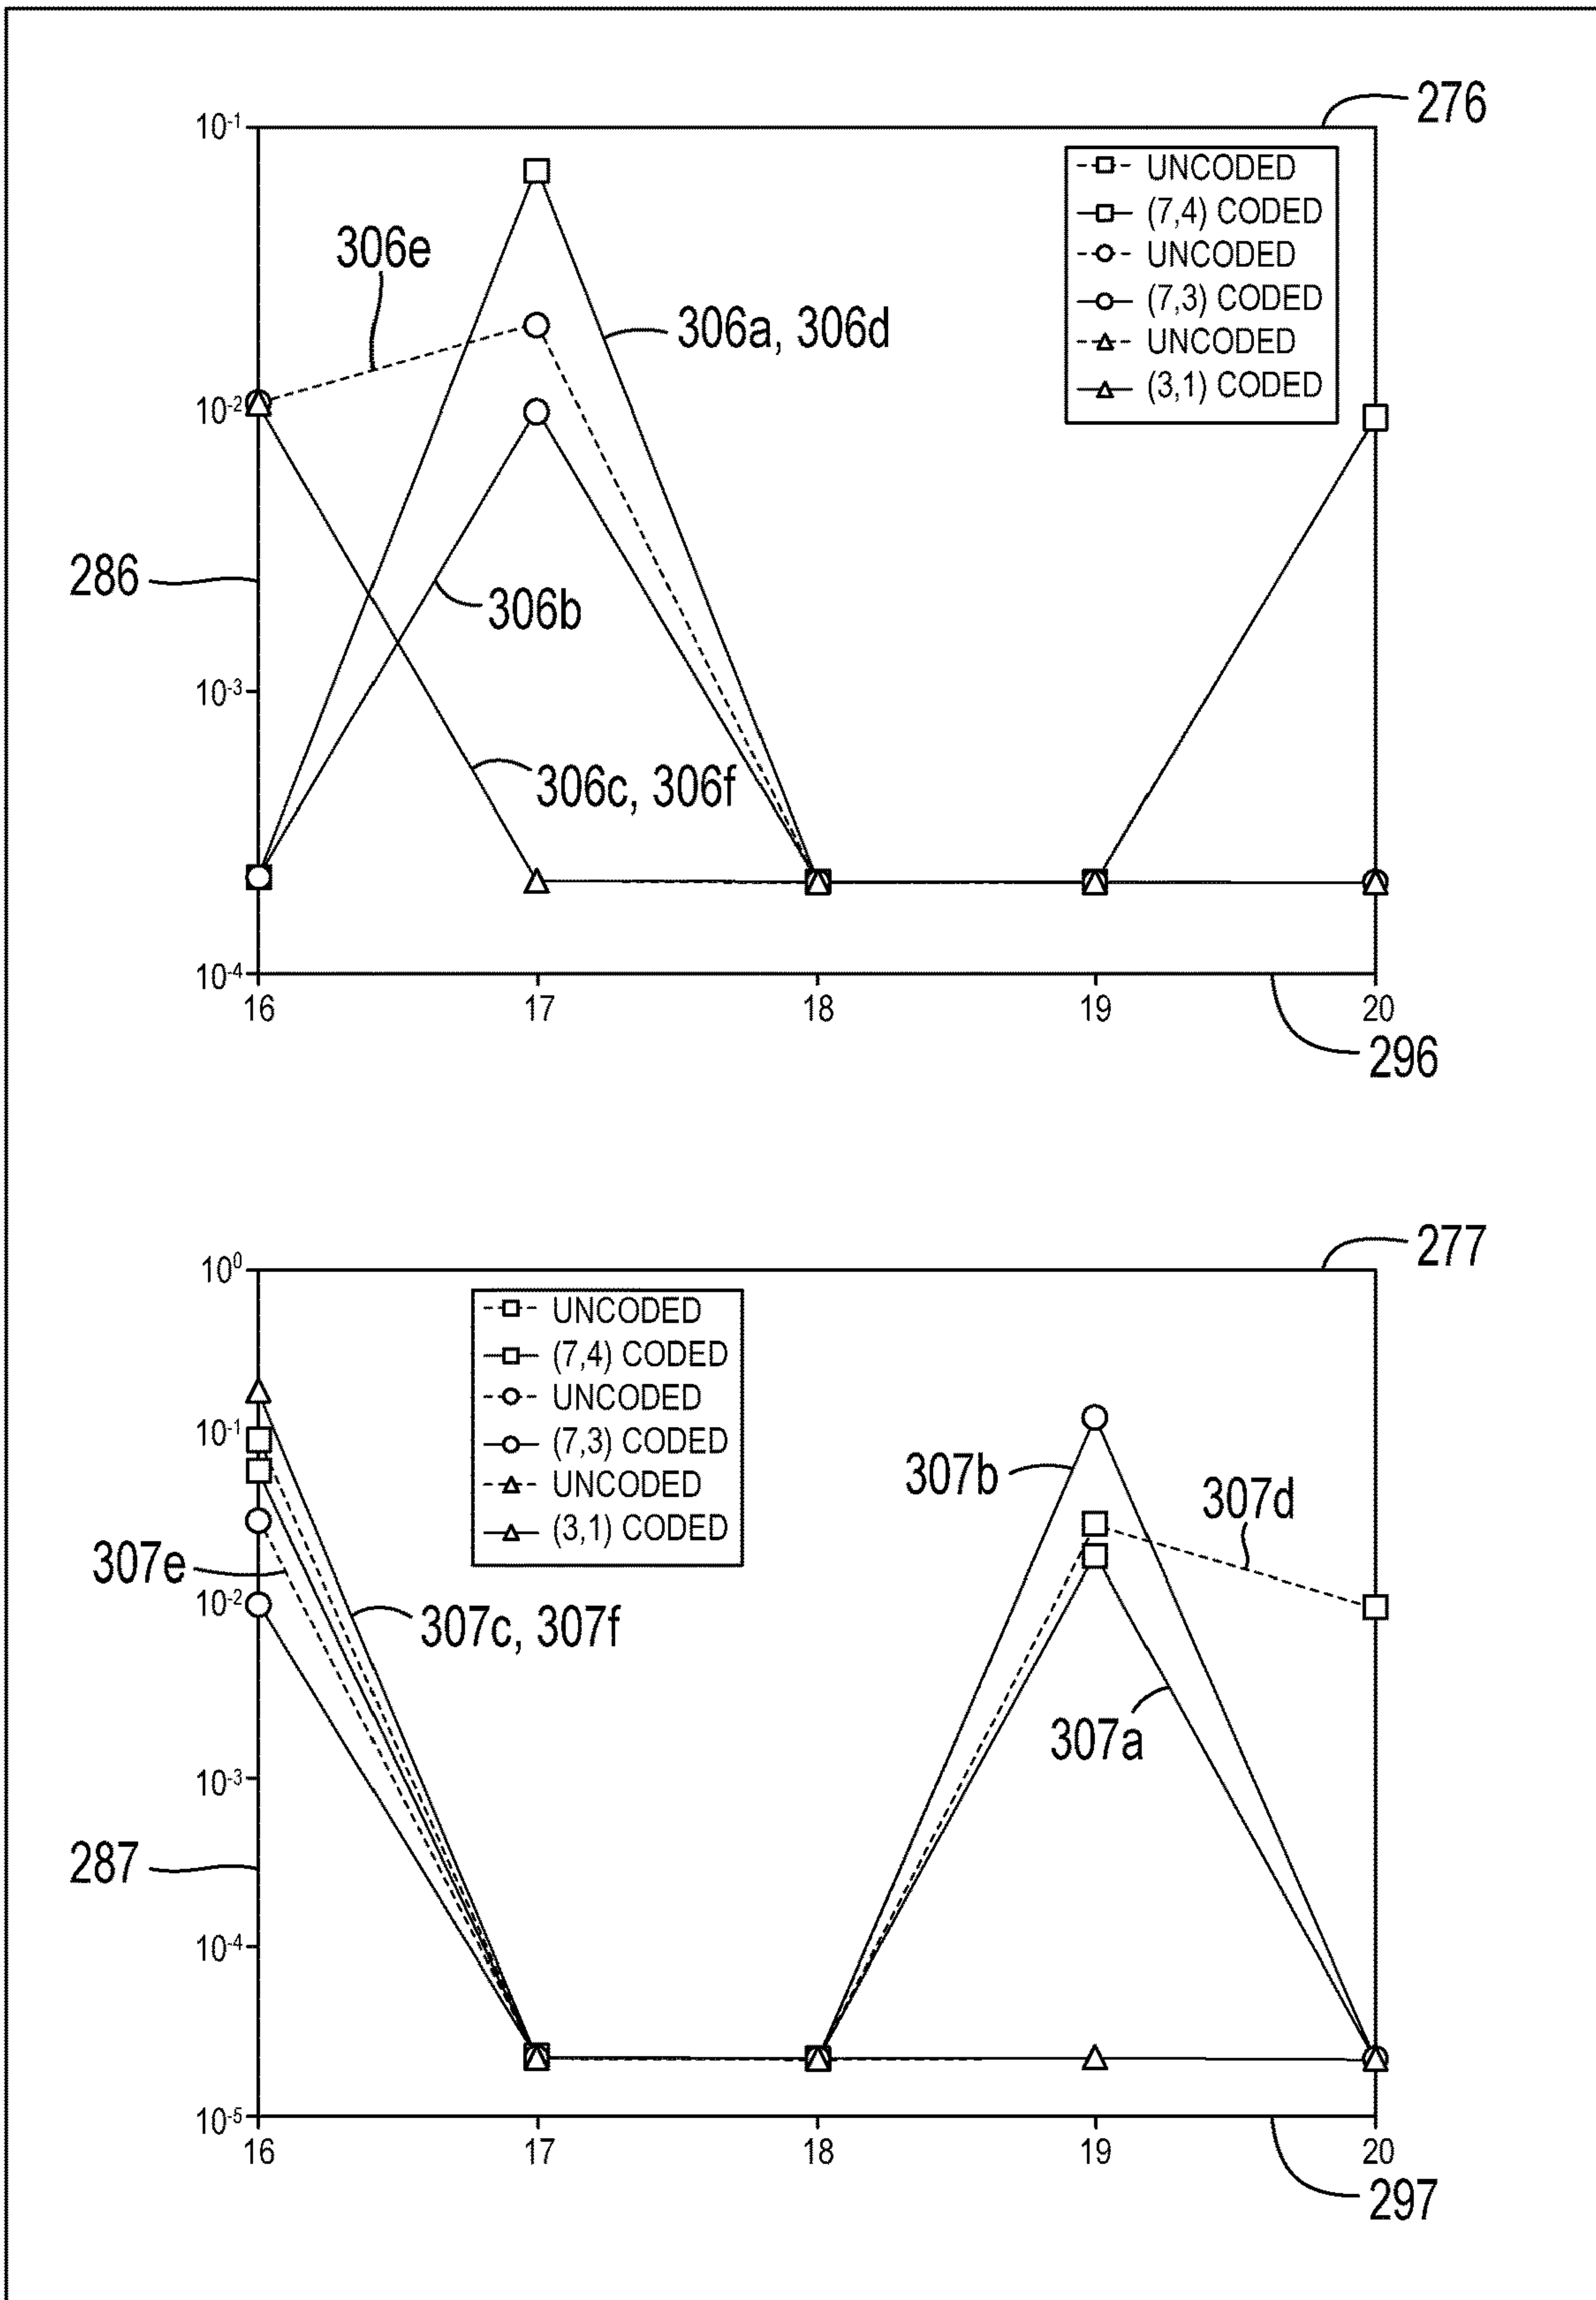 276
10-1
UNCODED
(7,4) CODED
UNCODED
(7,3) CODED
UNCODED
(3,1) CODED
306e
306a, 306d
10-2
286
306b
10-3
306c, 306f
10-4
16 17 18 19 20
296
277
100
UNCODED
(7,4) CODED
UNCODED
(7,3) CODED
UNCODED
(3,1) CODED
10-1
307b
307d
307e
10-2
307c, 307f
307a
10-3
287
10-4
10-5
16 17 18 19 20
297